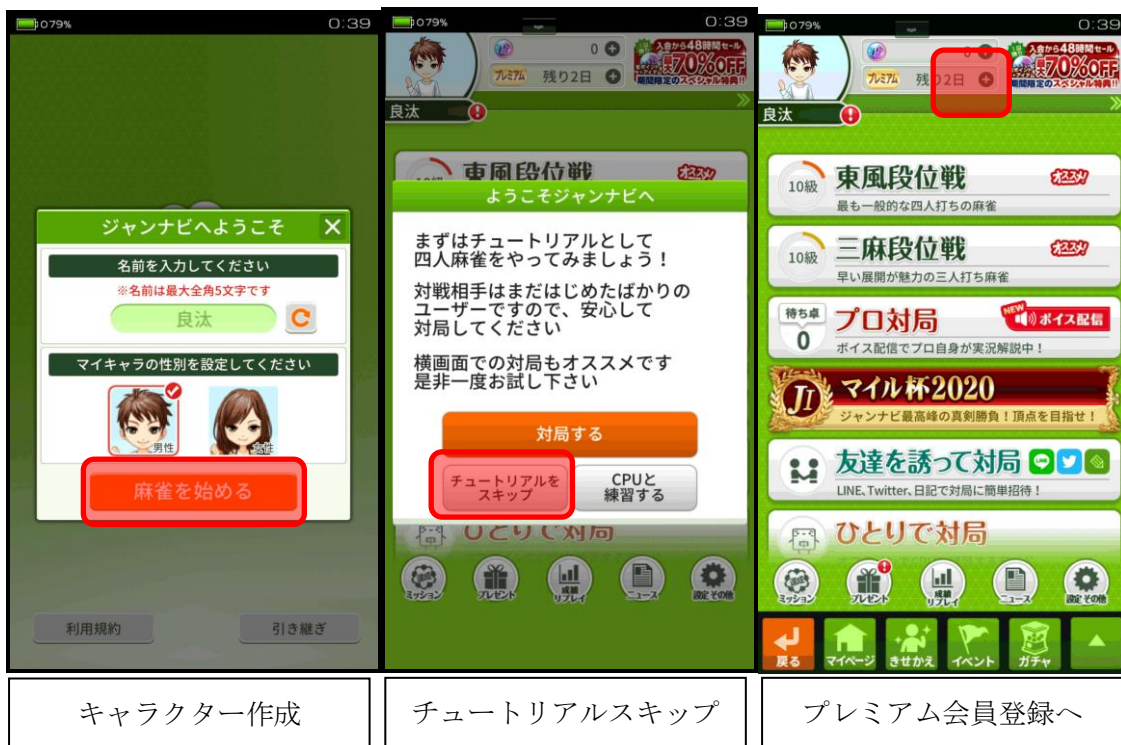 079%
0:39
ジャンナビへようこそ
×
名前を入力してください
※名前は最大全角5文字です
良汰
マイキャラの性別を設定してください
男性
女性
麻雀を始める
利用規約
引き継ぎ
キャラクター作成
079%
0:39
0
プレミアム 残り2日
入会から48時間セール
最大70%OFF
期間限定のスペシャル特典!!
良汰
東風段位戦
オススメ
ようこそジャンナビへ
まずはチュートリアルとして
四人麻雀をやってみましょう！
対戦相手はまだはじめたばかりの
ユーザーですので、安心して
対局してください
横画面での対局もオススメです
是非一度お試し下さい
対局する
チュートリアルを
スキップ
CPUと
練習する
ひとりで対局
ミッション
プレゼント
成績
リプレイ
ニュース
設定 その他
チュートリアルスキップ
079%
0:39
0
プレミアム 残り2日
入会から48時間セール
最大70%OFF
期間限定のスペシャル特典!!
良汰
10級
東風段位戦
オススメ
最も一般的な四人打ちの麻雀
10級
三麻段位戦
オススメ
早い展開が魅力の三人打ち麻雀
待ち卓
0
プロ対局
NEW
ボイス配信
ボイス配信でプロ自身が実況解説中！
JI
マイル杯2020
ジャンナビ最高峰の真剣勝負！頂点を目指せ！
友達を誘って対局
LINE、Twitter、日記で対局に簡単招待！
中
ひとりで対局
ミッション
プレゼント
成績
リプレイ
ニュース
設定 その他
戻る
マイページ
きせかえ
イベント
ガチャ
プレミアム会員登録へ